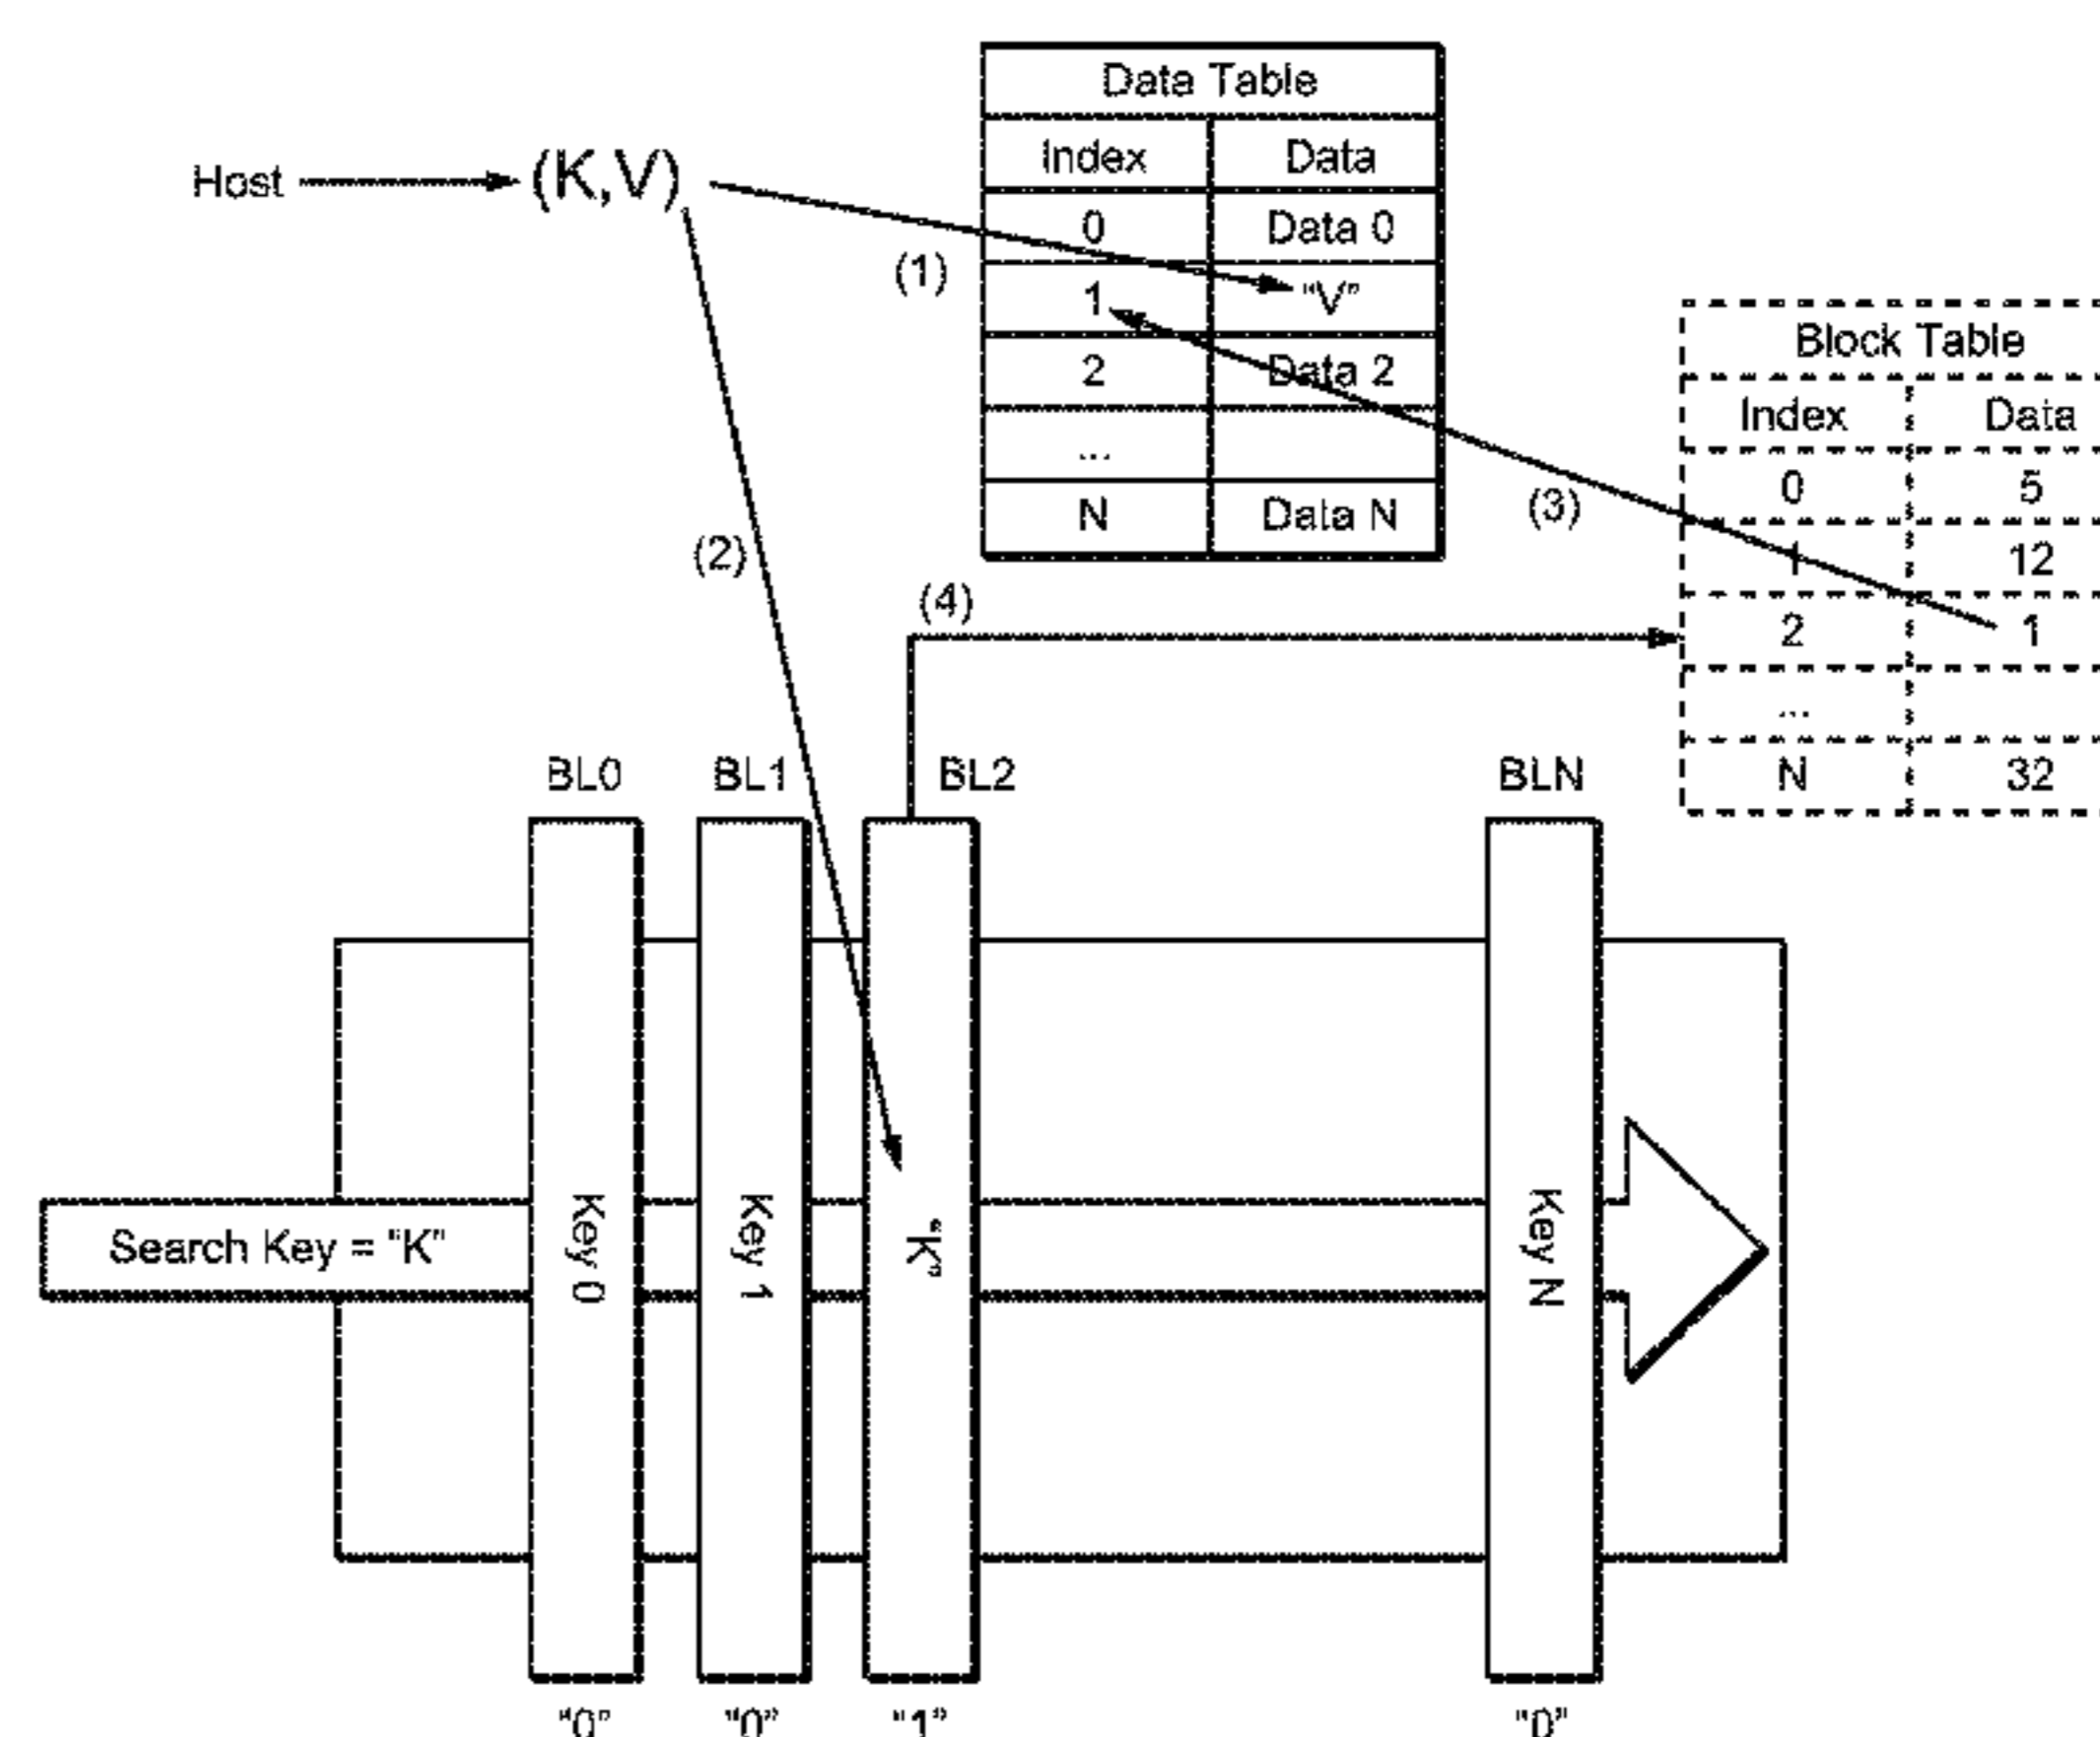 Data Table
Index Data
0 Data 0
1 "V"
2 Data 2
...
N Data N
Host (K,V)
(1)
(2)
(3)
(4)
Block Table
Index Data
0 5
1 12
2 1
...
N 32
BL0 BL1 BL2 BLN
Search Key = "K"
Key 0
Key 1
"K"
Key N
"0" "0" "1" "0"